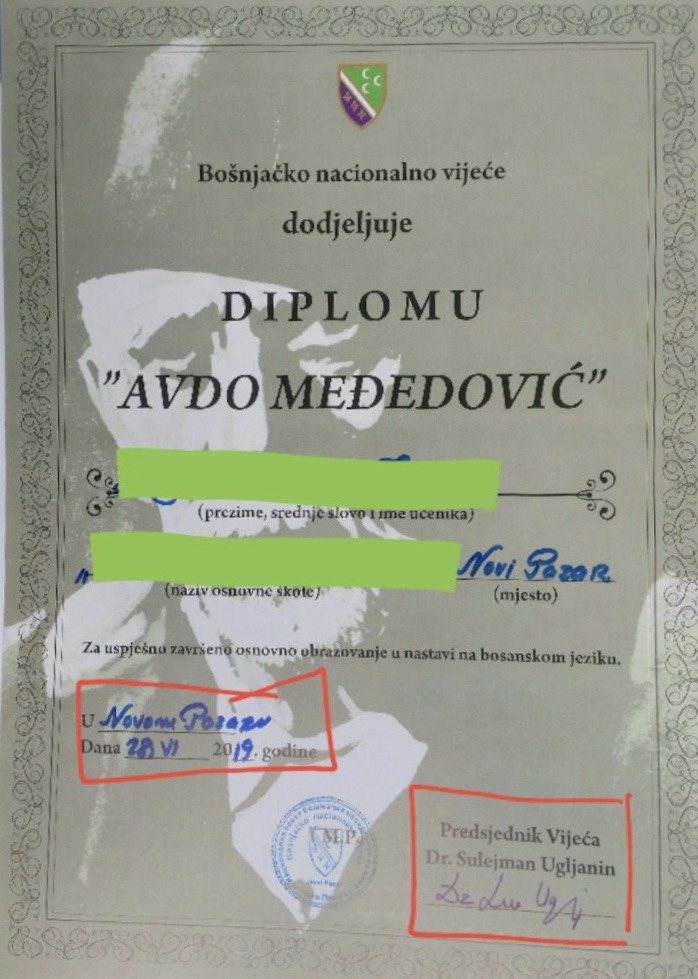 Bošnjačko nacionalno vijeće
dodjeljuje
DIPLOMU
"AVDO MEĐEDOVIĆ"
(prezime, srednje slovo i ime učenika)
Novi Pazar
(naziv osnovne škole) (mjesto)
Za uspješno završeno osnovno obrazovanje u nastavi na bosanskom jeziku.
U Novom Pazaru
Dana 28 VI 2019. godine
M.P.
Predsjednik Vijeća
Dr. Sulejman Ugljanin